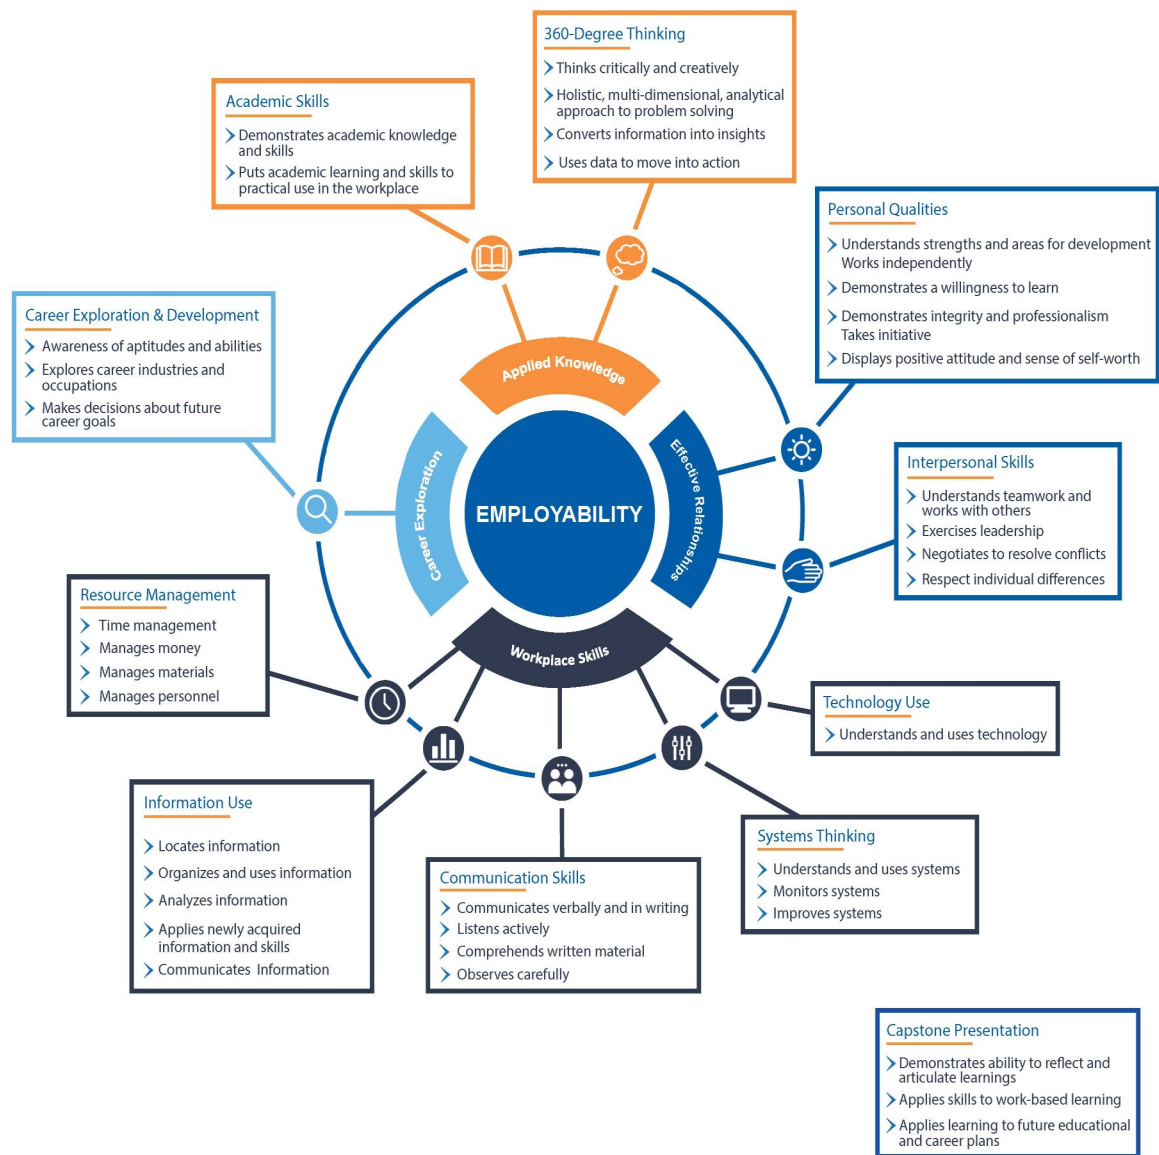 360-Degree Thinking
Thinks critically and creatively
Holistic, multi-dimensional, analytical
approach to problem solving
Converts information into insights
Uses data to move into action
Academic Skills
Demonstrates academic knowledge
and skills
Puts academic learning and skills to
practical use in the workplace
Personal Qualities
Understands strengths and areas for development
Works independently
Demonstrates a willingness to learn
Demonstrates integrity and professionalism
Takes initiative
Displays positive attitude and sense of self-worth
Career Exploration & Development
Awareness of aptitudes and abilities
Explores career industries and
occupations
Makes decisions about future
career goals
Applied Knowledge
Career Exploration
EMPLOYABILITY
Effective Relationships
Workplace Skills
Interpersonal Skills
Understands teamwork and
works with others
Exercises leadership
Negotiates to resolve conflicts
Respect individual differences
Resource Management
Time management
Manages money
Manages materials
Manages personnel
Technology Use
Understands and uses technology
Information Use
Locates information
Organizes and uses information
Analyzes information
Applies newly acquired
information and skills
Communicates Information
Communication Skills
Communicates verbally and in writing
Listens actively
Comprehends written material
Observes carefully
Systems Thinking
Understands and uses systems
Monitors systems
Improves systems
Capstone Presentation
Demonstrates ability to reflect and
articulate learnings
Applies skills to work-based learning
Applies learning to future educational
and career plans